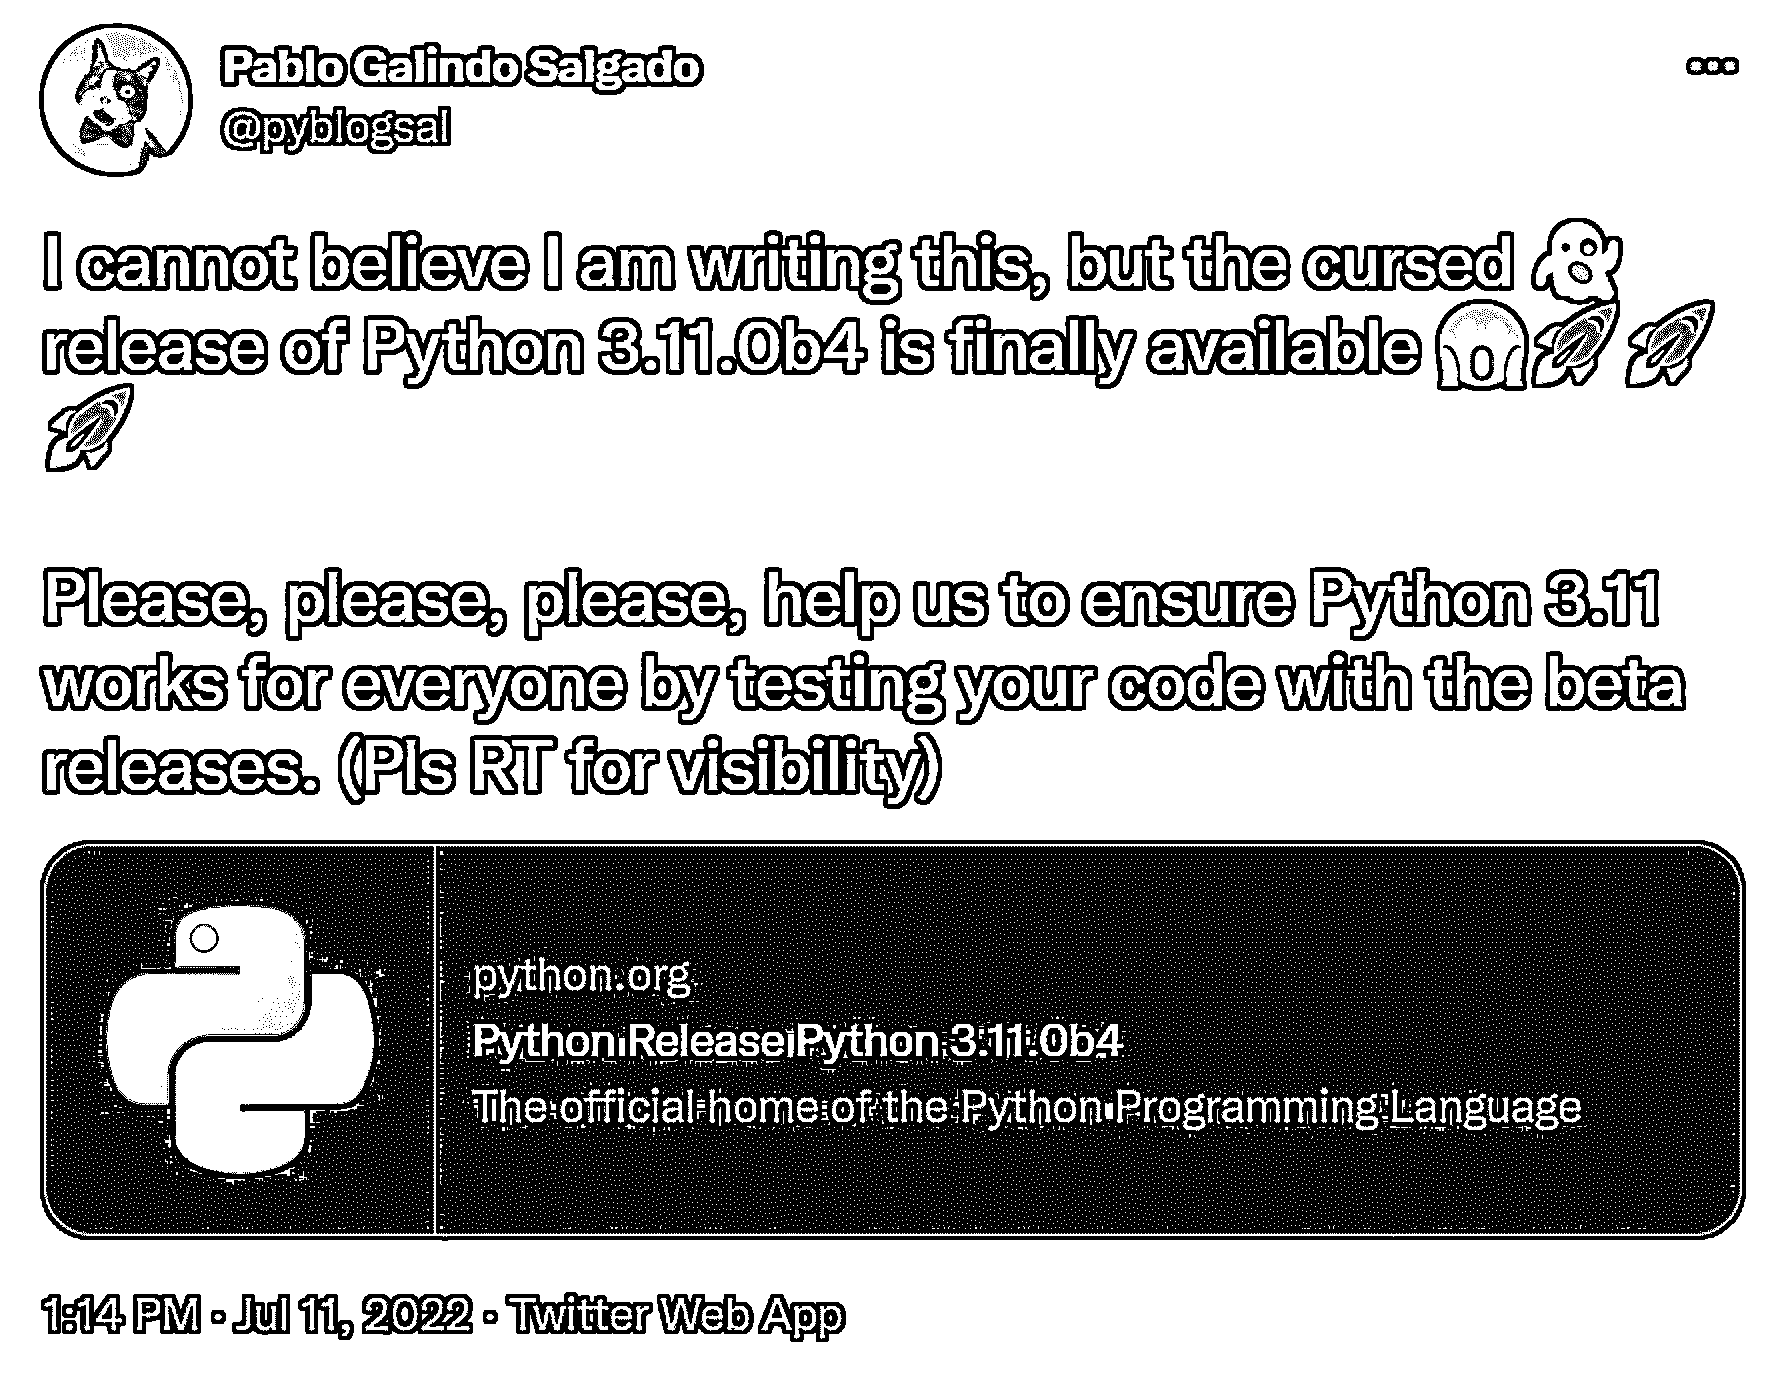 Pablo Galindo Salgado
@pyblogsal
I cannot believe I am writing this, but the cursed 👻
release of Python 3.11.0b4 is finally available 😱🚀🚀
🚀
Please, please, please, help us to ensure Python 3.11
works for everyone by testing your code with the beta
releases. (Pls RT for visibility)
python.org
Python Release Python 3.11.0b4
The official home of the Python Programming Language
1:14 PM · Jul 11, 2022 · Twitter Web App